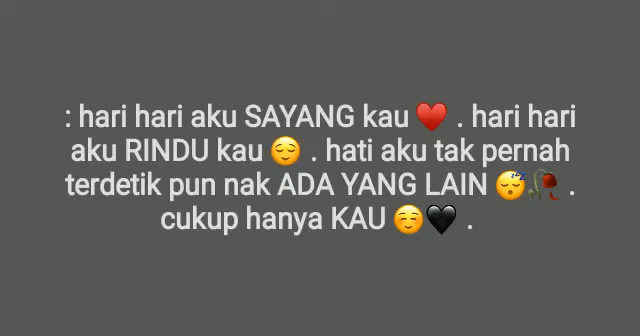 : hari hari aku SAYANG kau ♥️ . hari hari
aku RINDU kau 😌 . hati aku tak pernah
terdetik pun nak ADA YANG LAIN 😴🥀 .
cukup hanya KAU ☺️🖤 .